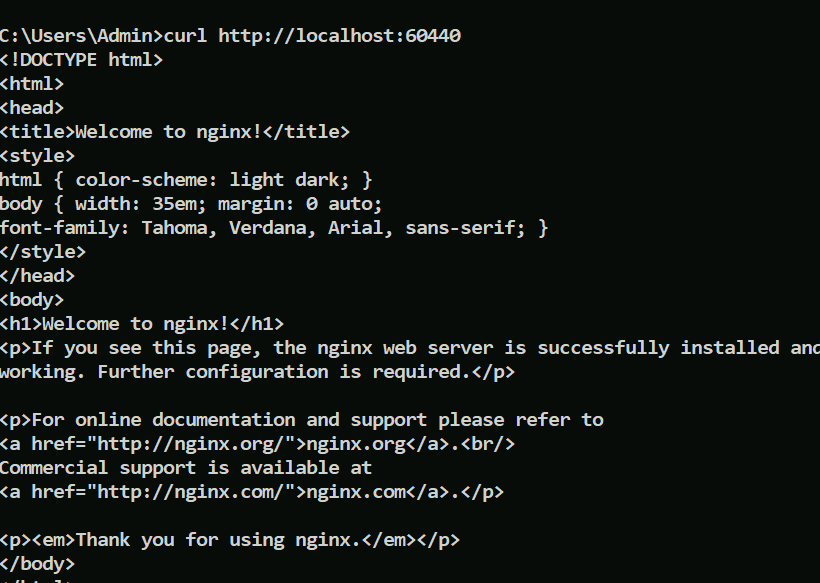 C:\Users\Admin>curl http://localhost:60440
<!DOCTYPE html>
<html>
<head>
<title>Welcome to nginx!</title>
<style>
html { color-scheme: light dark; }
body { width: 35em; margin: 0 auto;
font-family: Tahoma, Verdana, Arial, sans-serif; }
</style>
</head>
<body>
<h1>Welcome to nginx!</h1>
<p>If you see this page, the nginx web server is successfully installed and
working. Further configuration is required.</p>

<p>For online documentation and support please refer to
<a href="http://nginx.org/">nginx.org</a>.<br/>
Commercial support is available at
<a href="http://nginx.com/">nginx.com</a>.</p>

<p><em>Thank you for using nginx.</em></p>
</body>